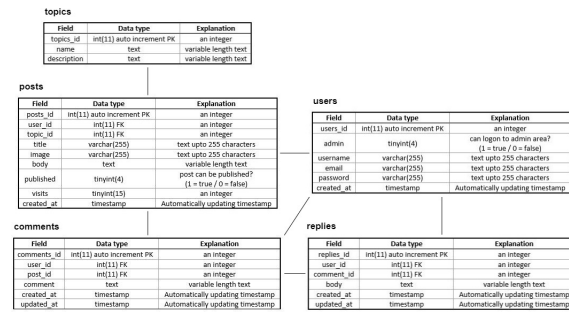 topics
Field Data type Explanation
topics_id int(11) auto increment PK an integer
name text variable length text
description text variable length text
posts
Field Data type Explanation
posts_id int(11) auto increment PK an integer
user_id int(11) FK an integer
topic_id int(11) FK an integer
title varchar(255) text upto 255 characters
image varchar(255) text upto 255 characters
body text variable length text
published tinyint(4) post can be published?
(1 = true / 0 = false)
visits tinyint(15) an integer
created_at timestamp Automatically updating timestamp
users
Field Data type Explanation
users_id int(11) auto increment PK an integer
admin tinyint(4) can logon to admin area?
(1 = true / 0 = false)
username varchar(255) text upto 255 characters
email varchar(255) text upto 255 characters
password varchar(255) text upto 255 characters
created_at timestamp Automatically updating timestamp
comments
Field Data type Explanation
comments_id int(11) auto increment PK an integer
user_id int(11) FK an integer
post_id int(11) FK an integer
comment text variable length text
created_at timestamp Automatically updating timestamp
updated_at timestamp Automatically updating timestamp
replies
Field Data type Explanation
replies_id int(11) auto increment PK an integer
user_id int(11) FK an integer
comment_id int(11) FK an integer
body text variable length text
created_at timestamp Automatically updating timestamp
updated_at timestamp Automatically updating timestamp